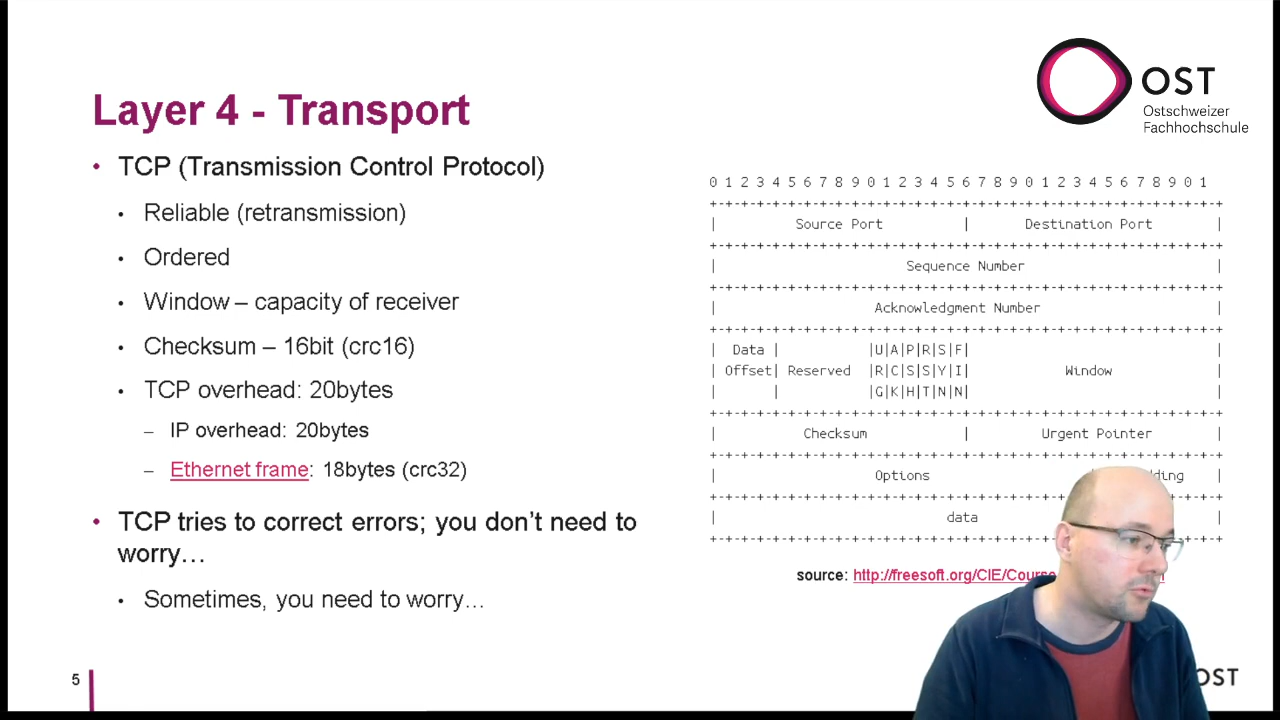 OST
Ostschweizer
Fachhochschule
Layer 4 - Transport
• TCP (Transmission Control Protocol)
• Reliable (retransmission)
• Ordered
• Window – capacity of receiver
• Checksum – 16bit (crc16)
• TCP overhead: 20bytes
– IP overhead: 20bytes
– Ethernet frame: 18bytes (crc32)
• TCP tries to correct errors; you don’t need to
worry…
• Sometimes, you need to worry…
0 1 2 3 4 5 6 7 8 9 0 1 2 3 4 5 6 7 8 9 0 1 2 3 4 5 6 7 8 9 0 1
+-+-+-+-+-+-+-+-+-+-+-+-+-+-+-+-+-+-+-+-+-+-+-+-+-+-+-+-+-+-+-+-+
| Source Port | Destination Port |
+-+-+-+-+-+-+-+-+-+-+-+-+-+-+-+-+-+-+-+-+-+-+-+-+-+-+-+-+-+-+-+-+
| Sequence Number |
+-+-+-+-+-+-+-+-+-+-+-+-+-+-+-+-+-+-+-+-+-+-+-+-+-+-+-+-+-+-+-+-+
| Acknowledgment Number |
+-+-+-+-+-+-+-+-+-+-+-+-+-+-+-+-+-+-+-+-+-+-+-+-+-+-+-+-+-+-+-+-+
| Data | |U|A|P|R|S|F| |
| Offset| Reserved |R|C|S|S|Y|I| Window |
| | |G|K|H|T|N|N| |
+-+-+-+-+-+-+-+-+-+-+-+-+-+-+-+-+-+-+-+-+-+-+-+-+-+-+-+-+-+-+-+-+
| Checksum | Urgent Pointer |
+-+-+-+-+-+-+-+-+-+-+-+-+-+-+-+-+-+-+-+-+-+-+-+-+-+-+-+-+-+-+-+-+
| Options |
+-+-+-+-+-+-+-+-+-+-+-+-+-+-+-+-+-+-+-+-+-+-+-+-+-+-+-+-+-+-+-+-+
| data |
+-+-+-+-+-+-+-+-+-+-+-+-+-+-+-+-+-+-+-+-+-+-+-+-+-+-+-+-+-+-+-+-+
source: http://freesoft.org/CIE/Course
5
OST